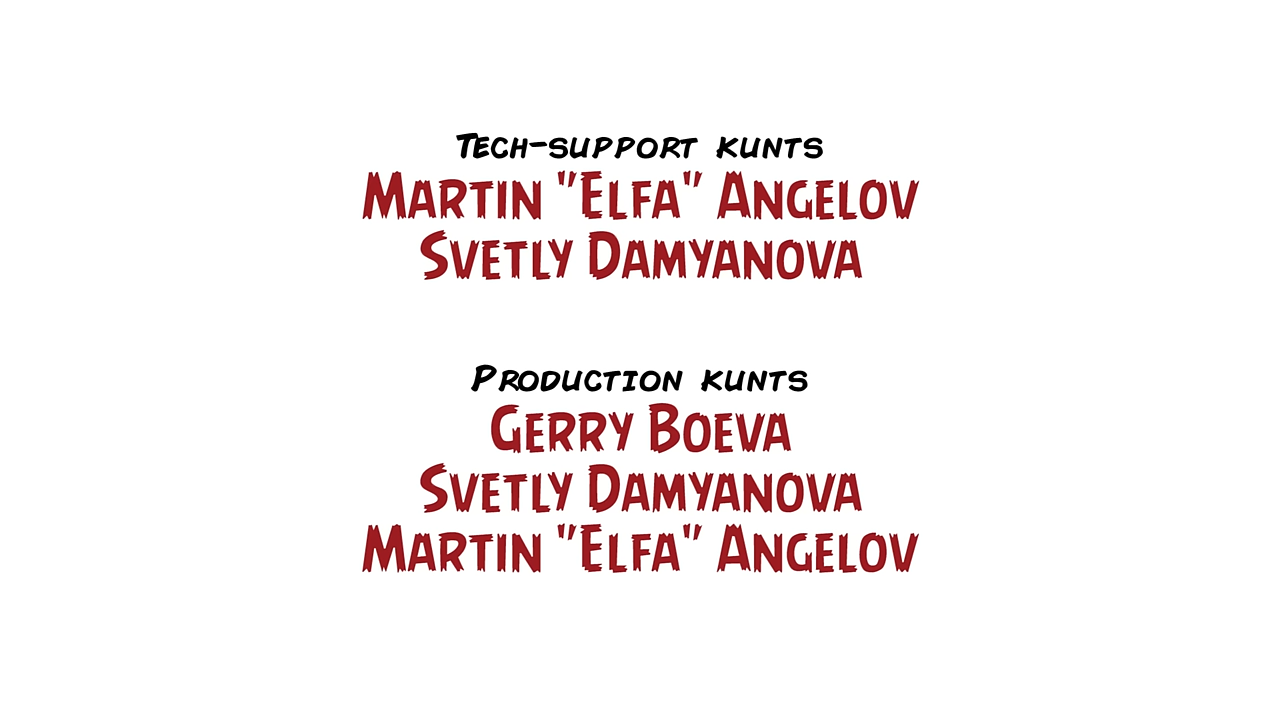 Tech-support kunts
Martin "Elfa" Angelov
Svetly Damyanova
Production kunts
Gerry Boeva
Svetly Damyanova
Martin "Elfa" Angelov